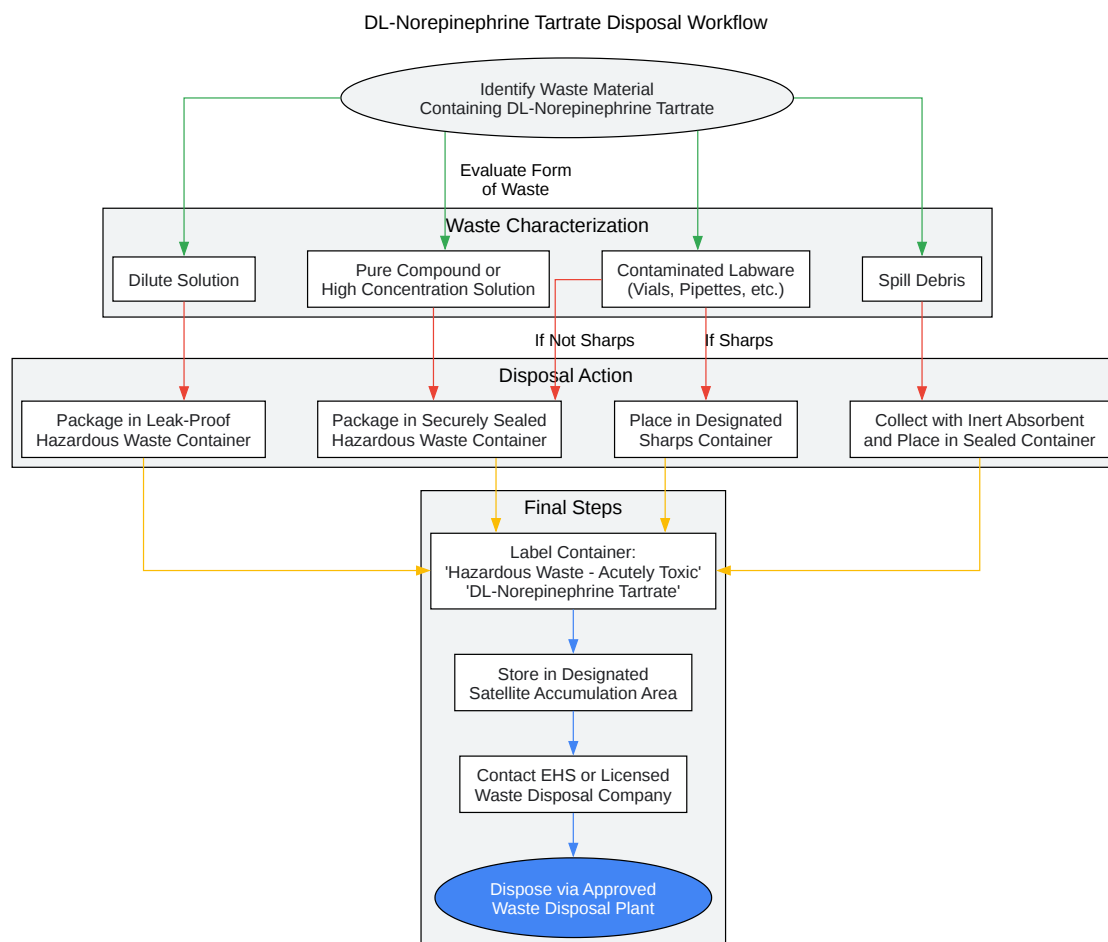 DL-Norepinephrine Tartrate Disposal Workflow
Identify Waste Material
Containing DL-Norepinephrine Tartrate
Evaluate Form
of Waste
Waste Characterization
Dilute Solution
Pure Compound or
High Concentration Solution
Contaminated Labware
(Vials, Pipettes, etc.)
Spill Debris
If Not Sharps
If Sharps
Disposal Action
Package in Leak-Proof
Hazardous Waste Container
Package in Securely Sealed
Hazardous Waste Container
Place in Designated
Sharps Container
Collect with Inert Absorbent
and Place in Sealed Container
Final Steps
Label Container:
'Hazardous Waste - Acutely Toxic'
'DL-Norepinephrine Tartrate'
Store in Designated
Satellite Accumulation Area
Contact EHS or Licensed
Waste Disposal Company
Dispose via Approved
Waste Disposal Plant